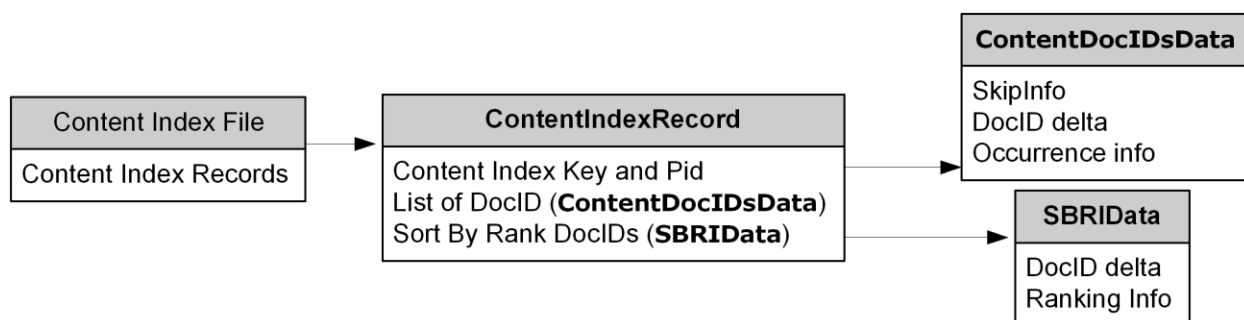 Content Index File
Content Index Records
ContentIndexRecord
Content Index Key and Pid
List of DocID (ContentDocIDsData)
Sort By Rank DocIDs (SBRIData)
ContentDocIDsData
SkipInfo
DocID delta
Occurrence info
SBRIData
DocID delta
Ranking Info